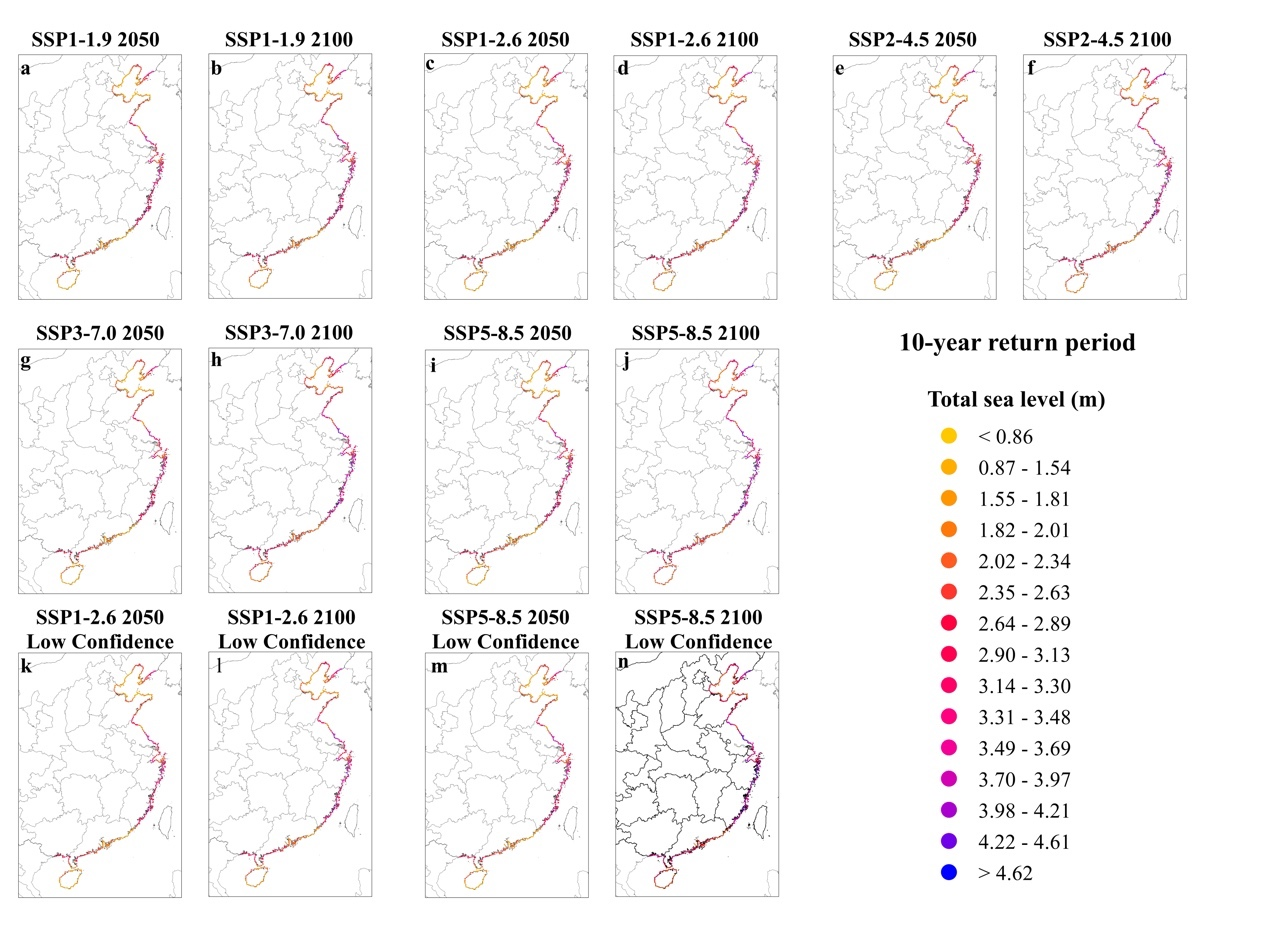 SSP1-1.9 2050
SSP1-1.9 2100
SSP1-2.6 2050
SSP1-2.6 2100
SSP2-4.5 2050
SSP2-4.5 2100
a
b
c
d
e
f
SSP3-7.0 2050
SSP3-7.0 2100
SSP5-8.5 2050
SSP5-8.5 2100
g
h
i
j
SSP1-2.6 2050
Low Confidence
SSP1-2.6 2100
Low Confidence
SSP5-8.5 2050
Low Confidence
SSP5-8.5 2100
Low Confidence
k
l
m
n
10-year return period
Total sea level (m)
< 0.86
0.87 - 1.54
1.55 - 1.81
1.82 - 2.01
2.02 - 2.34
2.35 - 2.63
2.64 - 2.89
2.90 - 3.13
3.14 - 3.30
3.31 - 3.48
3.49 - 3.69
3.70 - 3.97
3.98 - 4.21
4.22 - 4.61
> 4.62